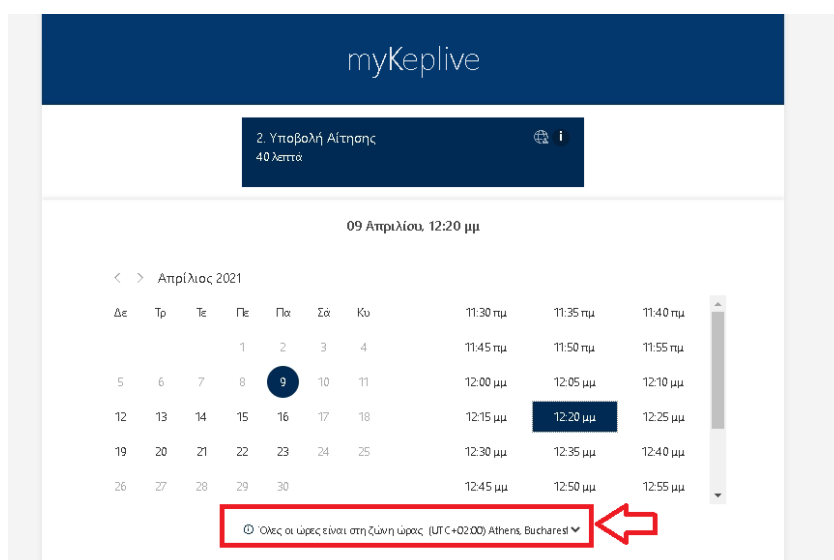 myKeplive
2. Υποβολή Αίτησης
40 λεπτά
09 Απριλίου, 12:20 μμ
< > Απρίλιος 2021
Δε Τρ Τε Πε Πα Σά Κυ
1 2 3 4
5 6 7 8 9 10 11
12 13 14 15 16 17 18
19 20 21 22 23 24 25
26 27 28 29 30
11:30 πμ 11:35 πμ 11:40 πμ
11:45 πμ 11:50 πμ 11:55 πμ
12:00 μμ 12:05 μμ 12:10 μμ
12:15 μμ 12:20 μμ 12:25 μμ
12:30 μμ 12:35 μμ 12:40 μμ
12:45 μμ 12:50 μμ 12:55 μμ
Όλες οι ώρες είναι στη ζώνη ώρας (UTC+02:00) Athens, Bucharest